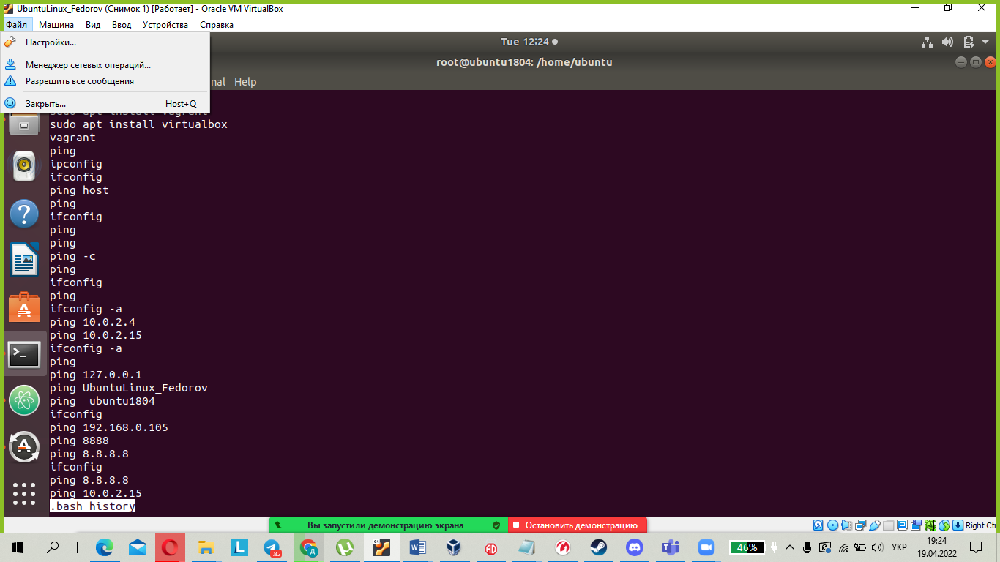 UbuntuLinux_Fedorov (Снимок 1) [Работает] - Oracle VM VirtualBox
Файл Машина Вид Ввод Устройства Справка
Настройки...
Менеджер сетевых операций...
Разрешить все сообщения
Закрыть... Host+Q
Tue 12:24
root@ubuntu1804: /home/ubuntu
nal Help
sudo apt install vagrant
sudo apt install virtualbox
vagrant
ping
ipconfig
ifconfig
ping host
ping
ifconfig
ping
ping
ping -c
ping
ifconfig
ping
ifconfig -a
ping 10.0.2.4
ping 10.0.2.15
ifconfig -a
ping
ping 127.0.0.1
ping UbuntuLinux_Fedorov
ping  ubuntu1804
ifconfig
ping 192.168.0.105
ping 8888
ping 8.8.8.8
ifconfig
ping 8.8.8.8
ping 10.0.2.15
.bash_history
Вы запустили демонстрацию экрана
Остановить демонстрацию
Right Ctr
L
64
.82
Д
W
46%
УКР
19:24
19.04.2022